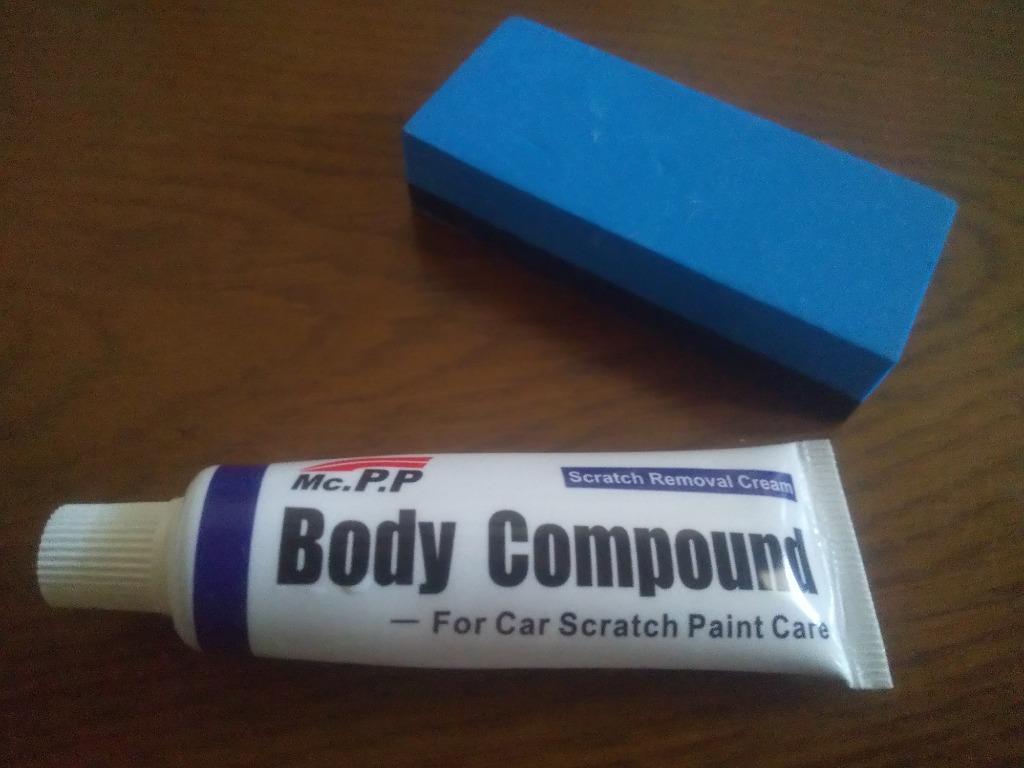 Mc.P.P
Scratch Removal Cream
Body Compound
— For Car Scratch Paint Care